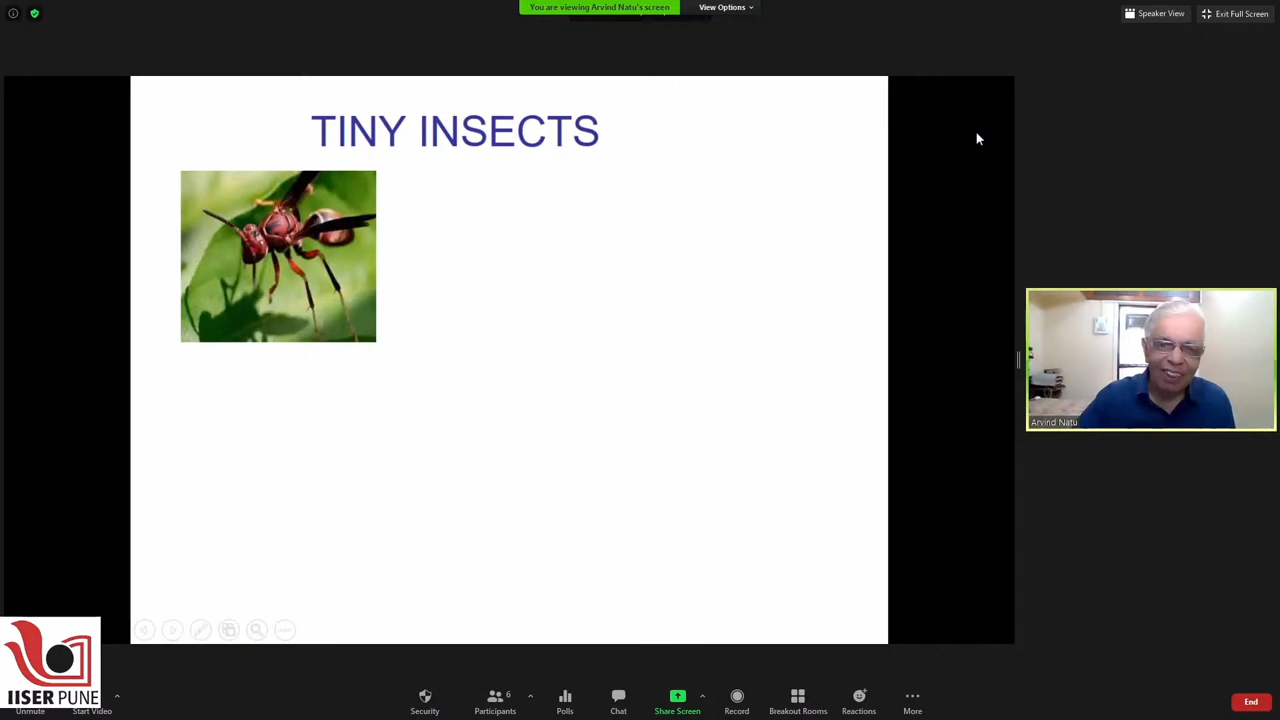 You are viewing Arvind Natu's screen
View Options
Speaker View
Exit Full Screen
TINY INSECTS
Arvind Natu
IISER PUNE
Unmute
Start Video
Security
Participants
6
Polls
Chat
Share Screen
Record
Breakout Rooms
Reactions
More
End